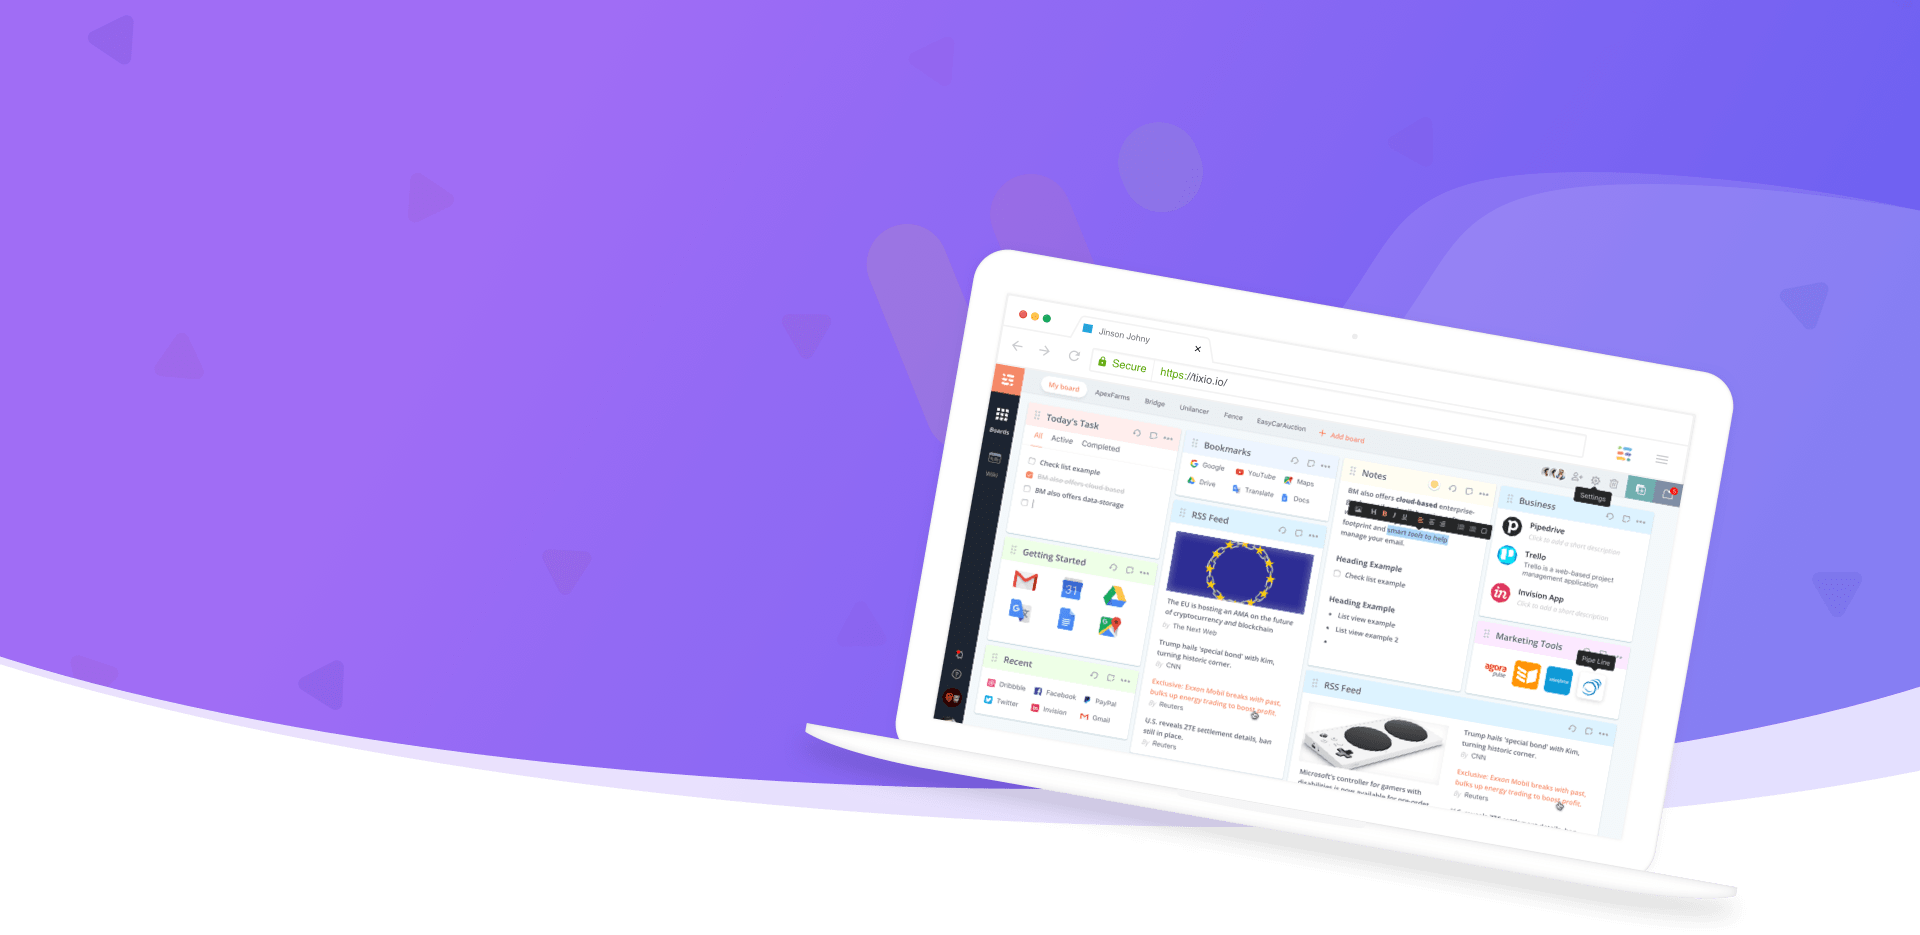 Jinson Johny
Secure
https://tixio.io/
My board
ApexFarms
Bridge
Unilancer
Fence
EasyCarAuction
+ Add board
Settings
Boards
Wiki
Today's Task
All
Active
Completed
Check list example
BM also offers cloud-based
BM also offers data-storage
Getting Started
31
Recent
Dribbble
Facebook
PayPal
Twitter
Invision
Gmail
Bookmarks
Google
YouTube
Maps
Drive
Translate
Docs
RSS Feed
The EU is hosting an AMA on the future
of cryptocurrency and blockchain
by The Next Web
Trump hails 'special bond' with Kim,
turning historic corner.
By CNN
Exclusive: Exxon Mobil breaks with past,
bulks up energy trading to boost profit.
By Reuters
U.S. reveals ZTE settlement details, ban
still in place.
By Reuters
Notes
BM also offers cloud-based enterprise-
footprint and smart tools to help
manage your email.
Heading Example
Check list example
Heading Example
List view example
List view example 2
Business
Pipedrive
Click to add a short description
Trello
Trello is a web-based project
management application
Invision App
Click to add a short description
Marketing Tools
Pipe Line
agora
pulse
RSS Feed
Microsoft's controller for gamers with
disabilities is now available for pre-order
Trump hails 'special bond' with Kim,
turning historic corner.
By CNN
Exclusive: Exxon Mobil breaks with past,
bulks up energy trading to boost profit.
By Reuters